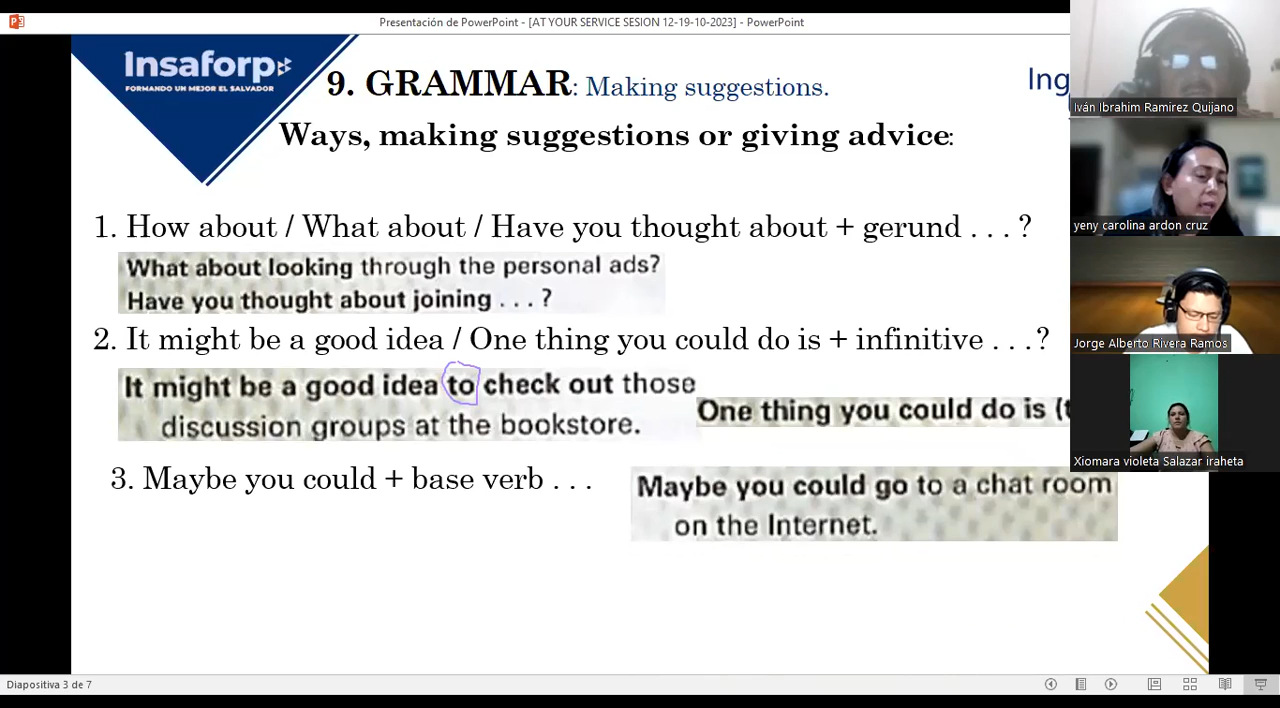 Presentación de PowerPoint - [AT YOUR SERVICE SESION 12-19-10-2023] - PowerPoint
Insaforp
FORMANDO UN MEJOR EL SALVADOR
9. GRAMMAR: Making suggestions.
Ing
Iván Ibrahim Ramirez Quijano
Ways, making suggestions or giving advice:
yeny carolina ardon cruz
1. How about / What about / Have you thought about + gerund . . . ?
What about looking through the personal ads?
Have you thought about joining . . . ?
2. It might be a good idea / One thing you could do is + infinitive . . . ?
Jorge Alberto Rivera Ramos
It might be a good idea to check out those
discussion groups at the bookstore.
One thing you could do is (t
Xiomara violeta Salazar iraheta
3. Maybe you could + base verb . . .
Maybe you could go to a chat room
on the Internet.
Diapositiva 3 de 7